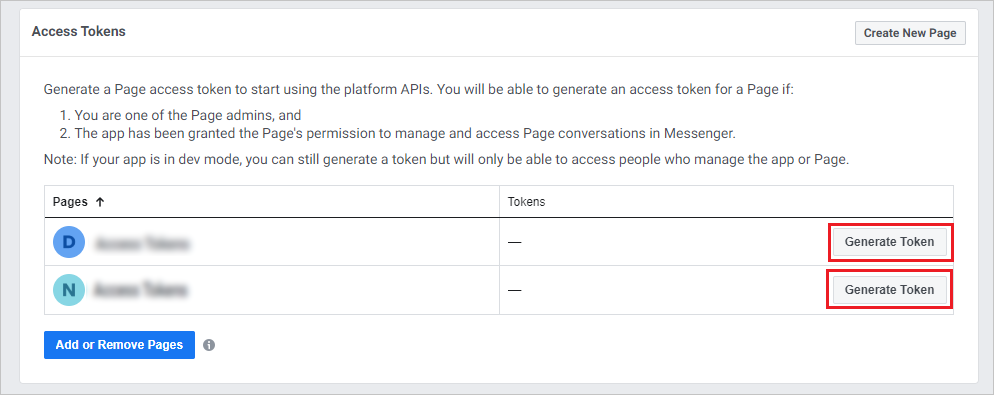 Access Tokens
Create New Page
Generate a Page access token to start using the platform APIs. You will be able to generate an access token for a Page if:
1. You are one of the Page admins, and
2. The app has been granted the Page's permission to manage and access Page conversations in Messenger.
Note: If your app is in dev mode, you can still generate a token but will only be able to access people who manage the app or Page.
Pages ↑ Tokens
D Access Tokens — Generate Token
N Access Tokens — Generate Token
Add or Remove Pages